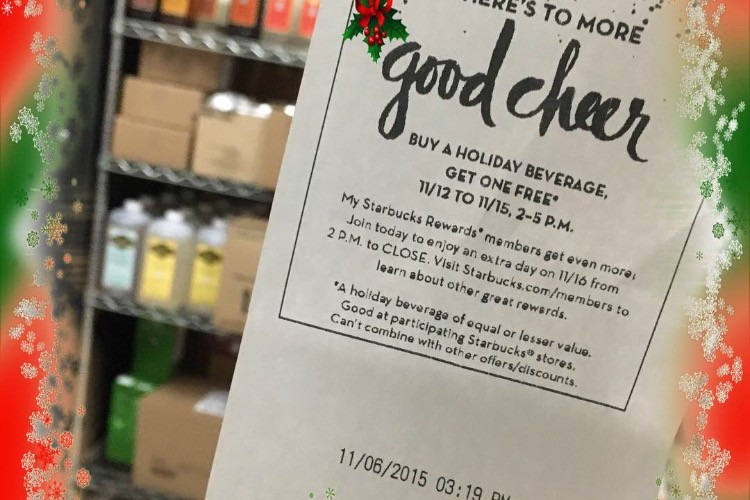 HERE'S TO MORE
good cheer
BUY A HOLIDAY BEVERAGE,
GET ONE FREE*
11/12 TO 11/15, 2–5 P.M.
My Starbucks Rewards® members get even more:
Join today to enjoy an extra day on 11/16 from
2 P.M. to CLOSE. Visit Starbucks.com/members to
learn about other great rewards.
*A holiday beverage of equal or lesser value.
Good at participating Starbucks® stores.
Can't combine with other offers/discounts.
11/06/2015 03:19 PM